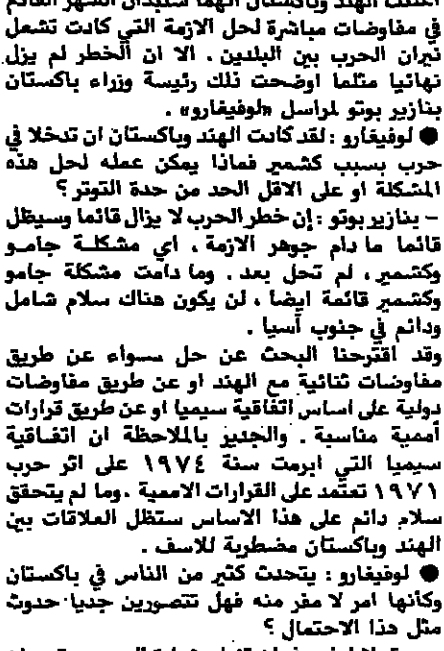 اعلنت الهند وباكستان انهما ستبدآن الشهر القادم
في مفاوضات مباشرة لحل الازمة التي كادت تشعل
نيران الحرب بين البلدين . الا ان الخطر لم يزل
نهائيا مثلما اوضحت ذلك رئيسة وزراء باكستان
بنازير بوتو لمراسل «لوفيغارو» .
● لوفيغارو : لقد كادت الهند وباكستان ان تدخلا في
حرب بسبب كشمير فماذا يمكن عمله لحل هذه
المشكلة او على الاقل الحد من حدة التوتر ؟
– بنازير بوتو : إن خطر الحرب لا يزال قائما وسيظل
قائما ما دام جوهر الازمة ، اي مشكلة جامو
وكشمير ، لم تحل بعد . وما دامت مشكلة جامو
وكشمير قائمة ايضا ، لن يكون هناك سلام شامل
ودائم في جنوب آسيا .
وقد اقترحنا البحث عن حل سواء عن طريق
مفاوضات ثنائية مع الهند او عن طريق مفاوضات
دولية على اساس اتفاقية سيميا او عن طريق قرارات
أممية مناسبة . والجدير بالملاحظة ان اتفاقية
سيميا التي ابرمت سنة ١٩٧٤ على اثر حرب
١٩٧١ تعتمد على القرارات الاممية ،وما لم يتحقق
سلام دائم على هذا الاساس ستظل العلاقات بين
الهند وباكستان مضطربة للاسف .
● لوفيغارو : يتحدث كثير من الناس في باكستان
وكأنها امر لا مفر منه فهل تتصورين جديا حدوث
مثل هذا الاحتمال ؟